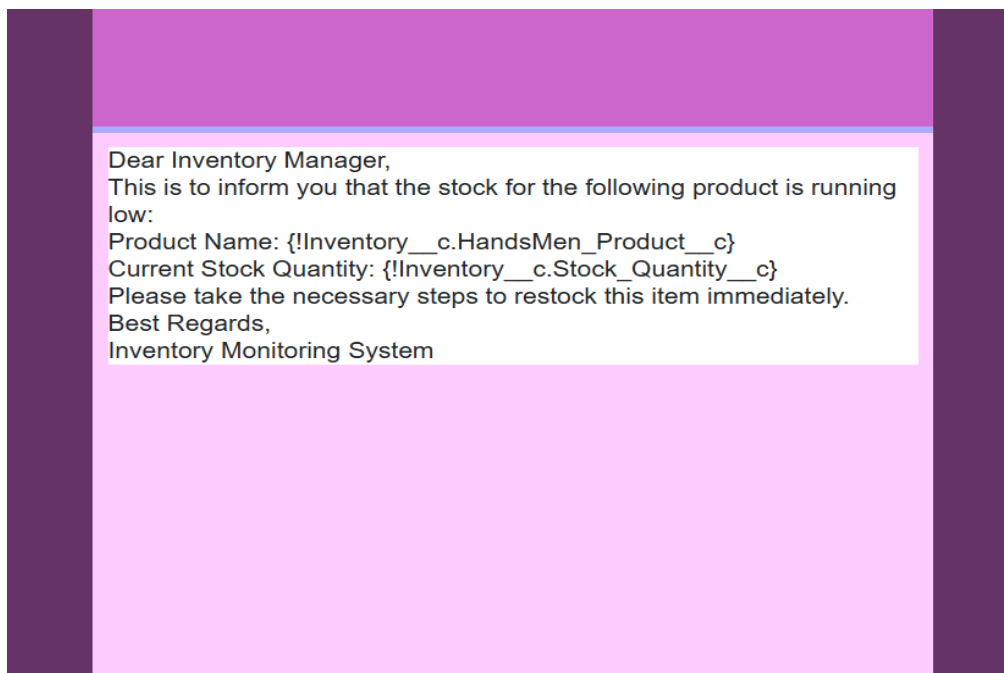 Dear Inventory Manager,
This is to inform you that the stock for the following product is running
low:
Product Name: {!Inventory__c.HandsMen_Product__c}
Current Stock Quantity: {!Inventory__c.Stock_Quantity__c}
Please take the necessary steps to restock this item immediately.
Best Regards,
Inventory Monitoring System